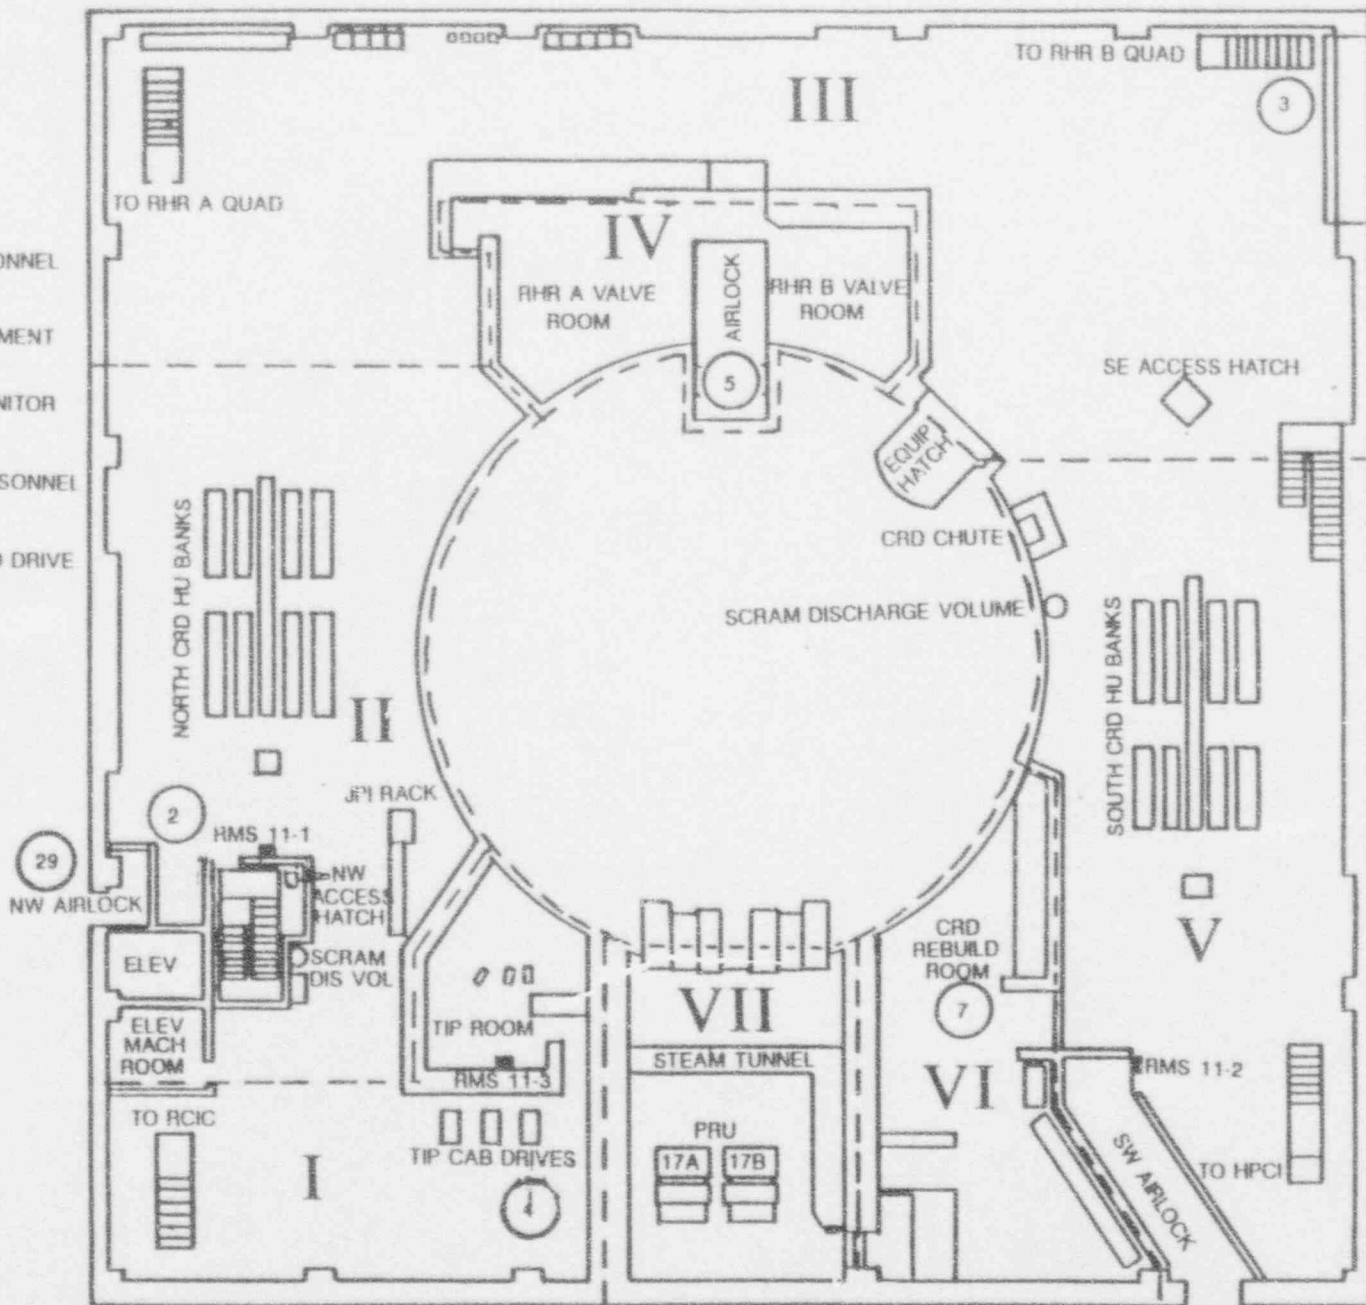 TO RHR B QUAD
III
3
TO RHR A QUAD
IV
RHR A VALVE
ROOM
AIRLOCK
RHR B VALVE
ROOM
5
SE ACCESS HATCH
EQUIP
HATCH
CRD CHUTE
SCRAM DISCHARGE VOLUME
NORTH CRD HU BANKS
SOUTH CRD HU BANKS
II
JPI RACK
2
RMS 11-1
29
NW AIRLOCK
NW
ACCESS
HATCH
ELEV
SCRAM
DIS VOL
CRD
REBUILD
ROOM
V
7
VII
TIP ROOM
ELEV
MACH
ROOM
STEAM TUNNEL
RMS 11-3
RMS 11-2
VI
TO RCIC
PRU
TIP CAB DRIVES
17A
17B
I
4
SW AIRLOCK
TO HPCI
DRIVE